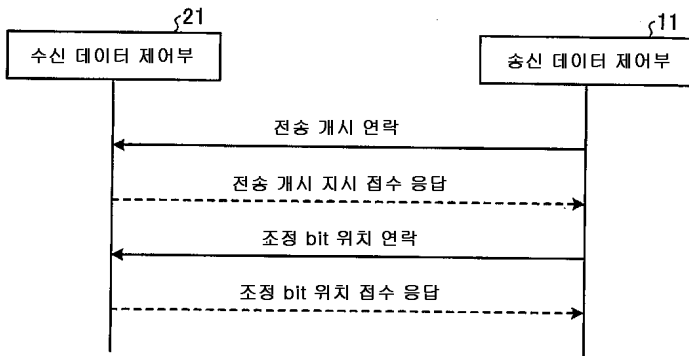 21
수신 데이터 제어부
11
송신 데이터 제어부
전송 개시 연락
전송 개시 지시 접수 응답
조정 bit 위치 연락
조정 bit 위치 접수 응답